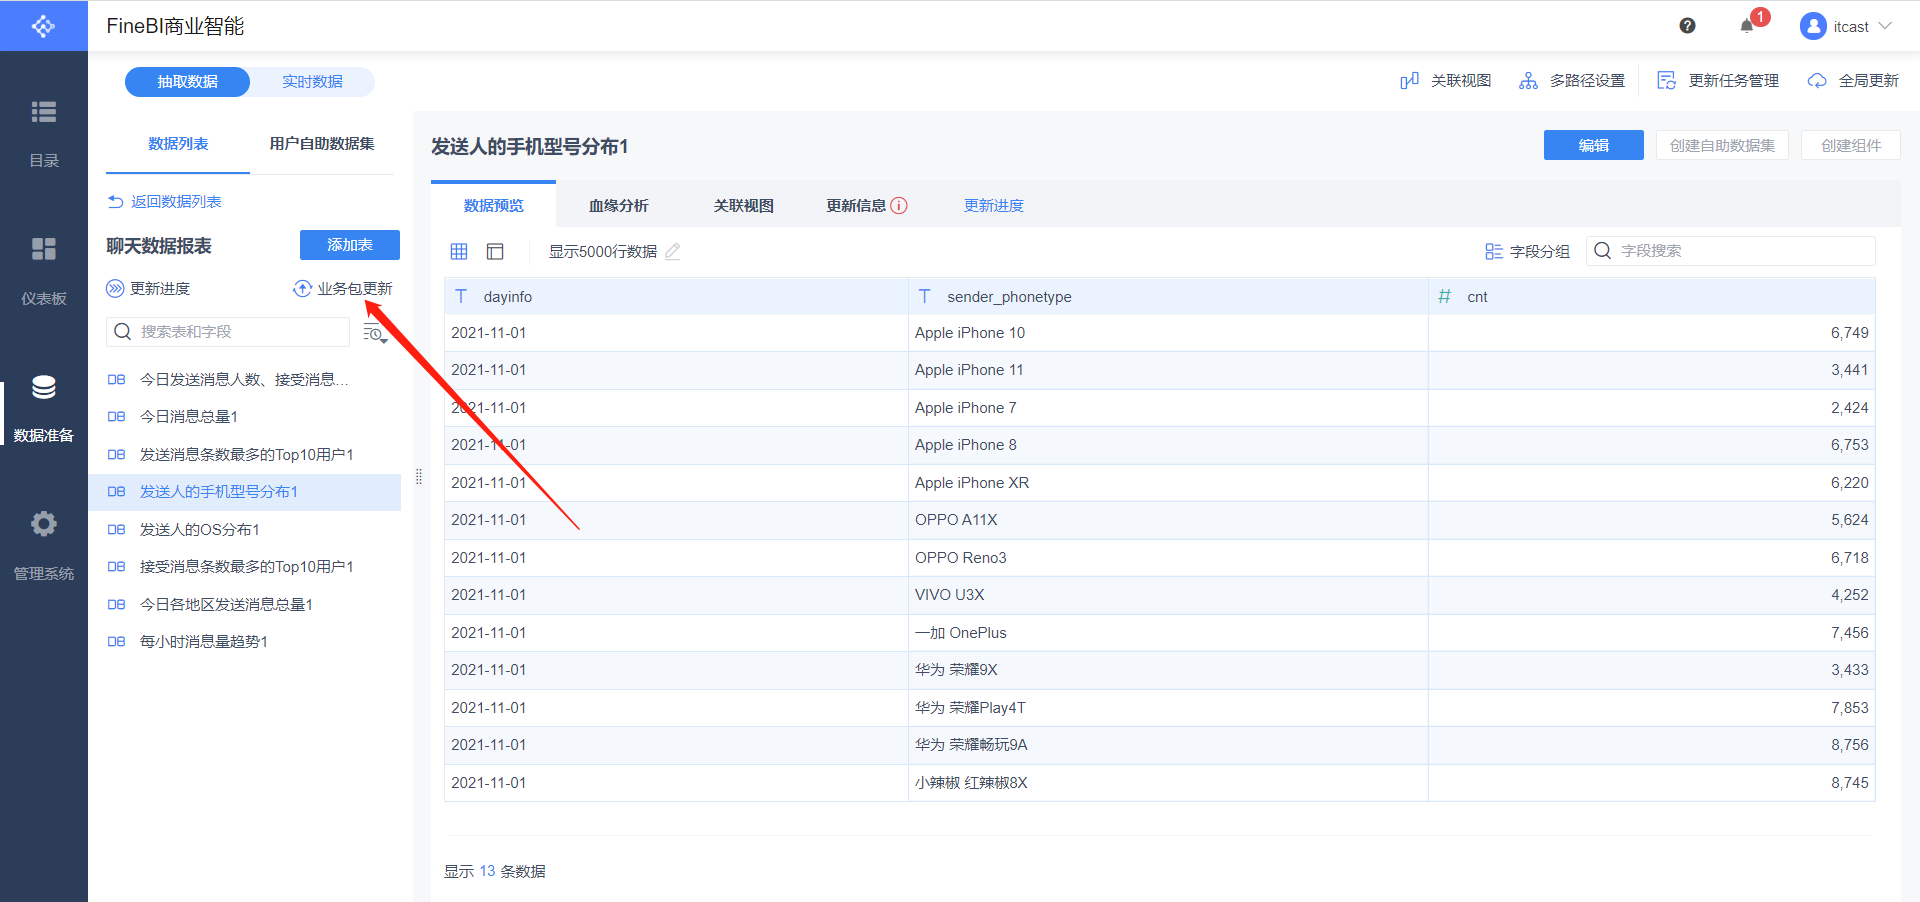 FineBI商业智能
1
itcast
抽取数据
实时数据
关联视图
多路径设置
更新任务管理
全局更新
目录
仪表板
数据准备
管理系统
数据列表
用户自助数据集
返回数据列表
聊天数据报表
添加表
更新进度
业务包更新
搜索表和字段
DB 今日发送消息人数、接受消息...
DB 今日消息总量1
DB 发送消息条数最多的Top10用户1
DB 发送人的手机型号分布1
DB 发送人的OS分布1
DB 接受消息条数最多的Top10用户1
DB 今日各地区发送消息总量1
DB 每小时消息量趋势1
发送人的手机型号分布1
编辑
创建自助数据集
创建组件
数据预览
血缘分析
关联视图
更新信息
更新进度
显示5000行数据
字段分组
字段搜索
T dayinfo T sender_phonetype # cnt
2021-11-01 Apple iPhone 10 6,749
2021-11-01 Apple iPhone 11 3,441
2021-11-01 Apple iPhone 7 2,424
2021-11-01 Apple iPhone 8 6,753
2021-11-01 Apple iPhone XR 6,220
2021-11-01 OPPO A11X 5,624
2021-11-01 OPPO Reno3 6,718
2021-11-01 VIVO U3X 4,252
2021-11-01 一加 OnePlus 7,456
2021-11-01 华为 荣耀9X 3,433
2021-11-01 华为 荣耀Play4T 7,853
2021-11-01 华为 荣耀畅玩9A 8,756
2021-11-01 小辣椒 红辣椒8X 8,745
显示 13 条数据